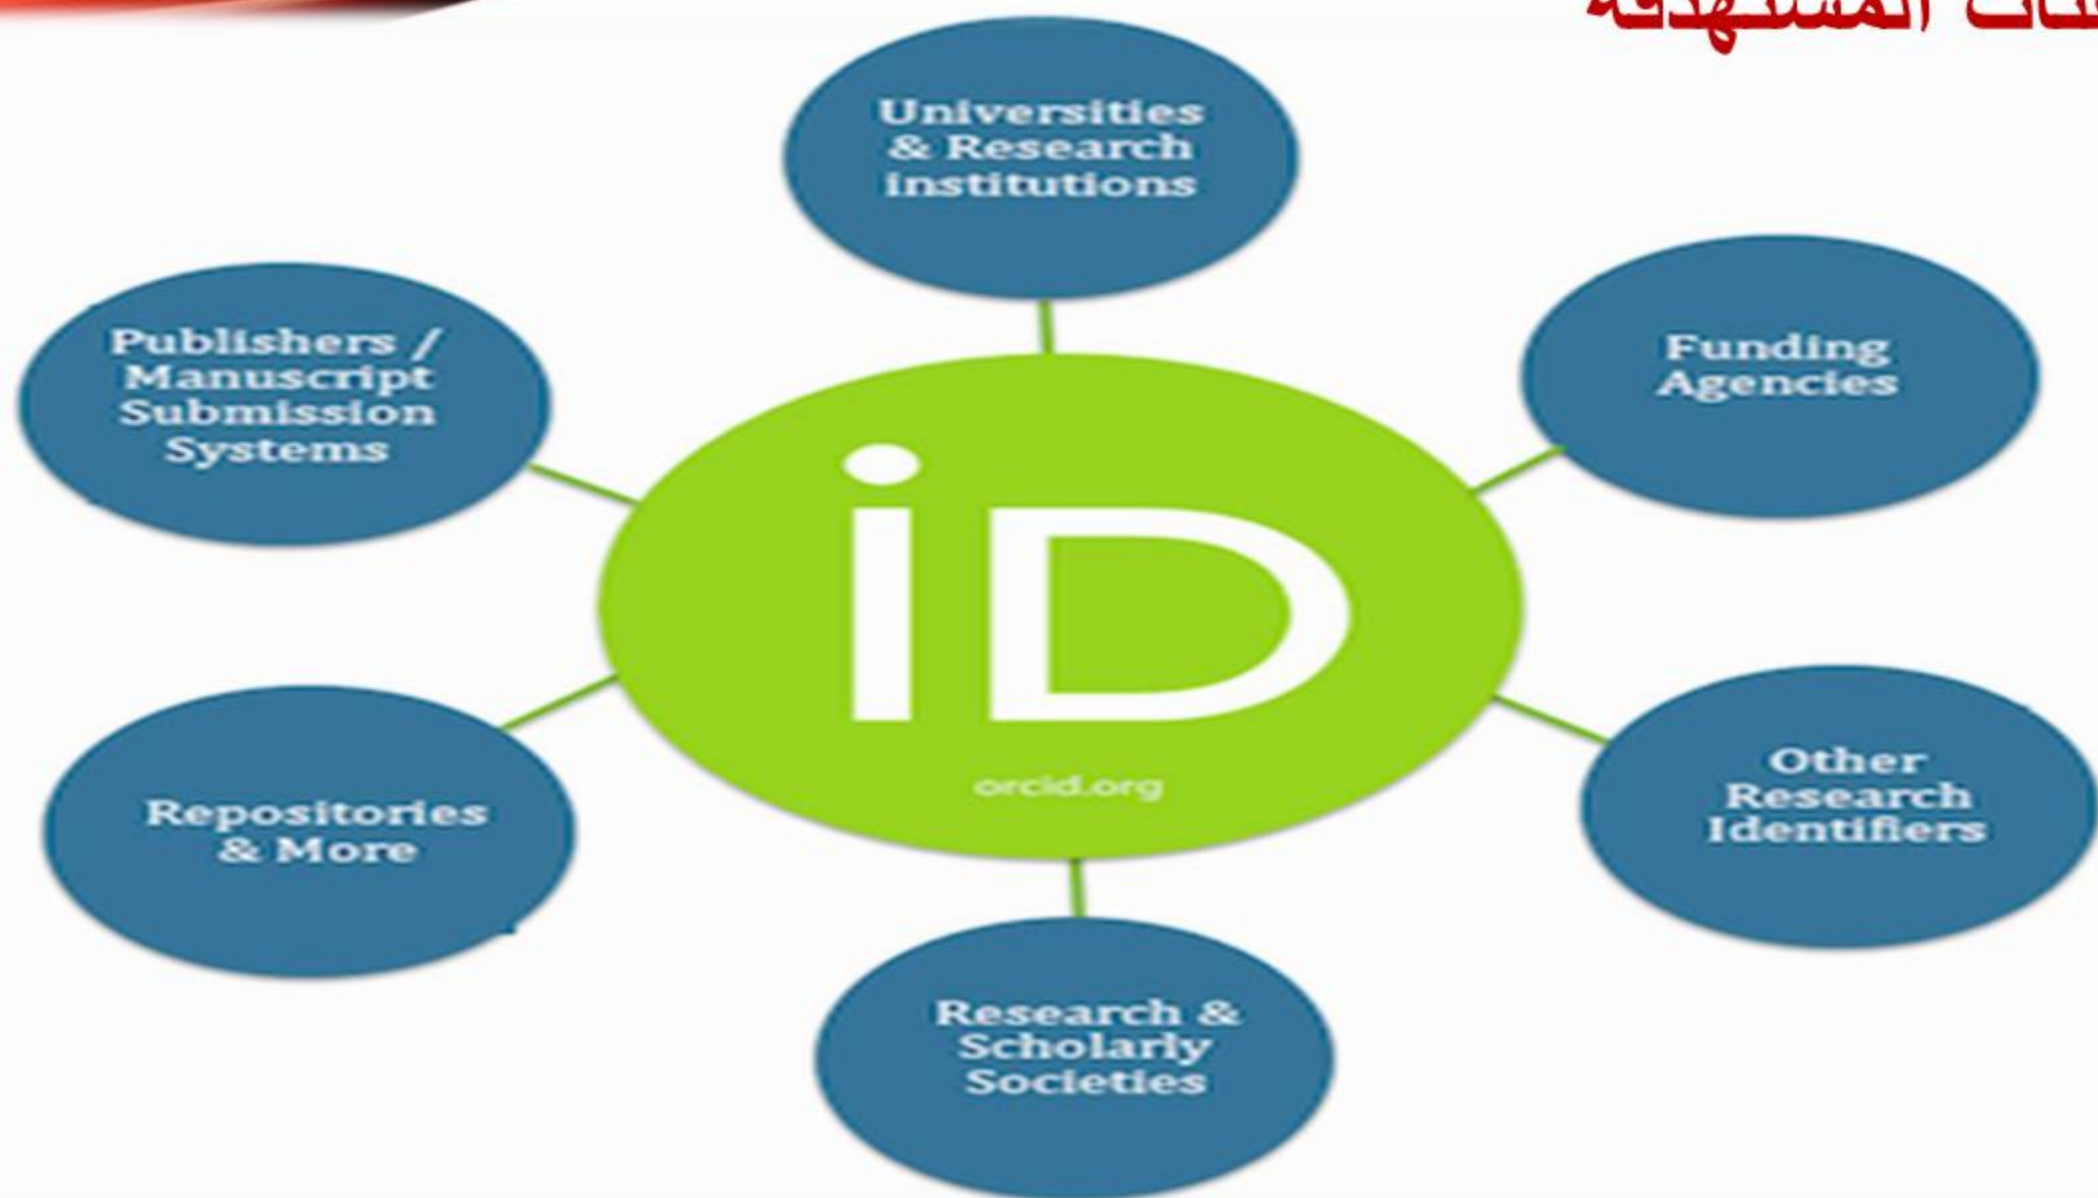 المستهدفة
Universities
& Research
institutions
Funding
Agencies
Other
Research
Identifiers
Research &
Scholarly
Societies
Repositories
& More
Publishers /
Manuscript
Submission
Systems
iD
orcid.org